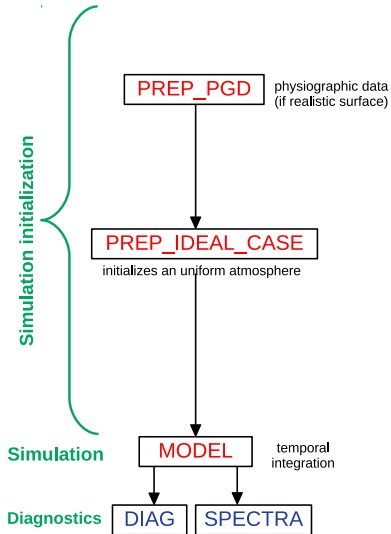 PREP_PGD
physiographic data
(if realistic surface)
Simulation initialization
PREP_IDEAL_CASE
initializes an uniform atmosphere
Simulation
MODEL
temporal
integration
Diagnostics
DIAG
SPECTRA